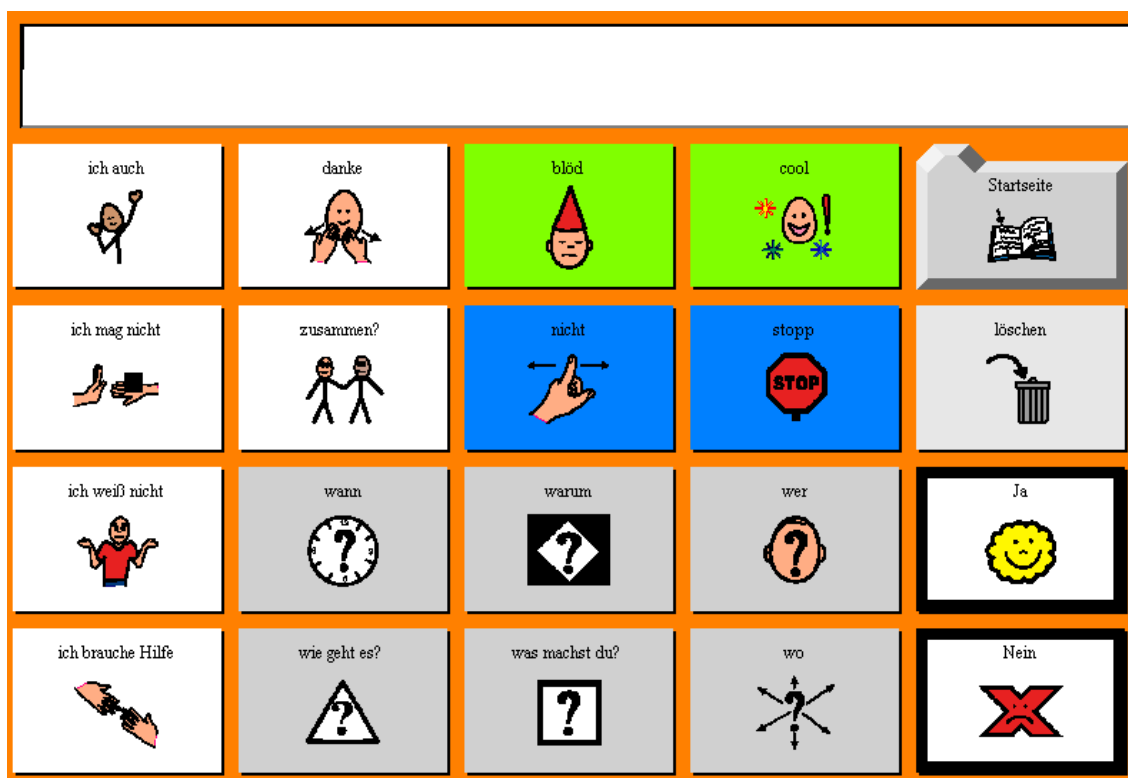 ich auch
danke
blöd
cool
Startseite
ich mag nicht
zusammen?
nicht
stopp
STOP
löschen
ich weiß nicht
wann
?
warum
?
wer
?
Ja
ich brauche Hilfe
wie geht es?
?
was machst du?
?
wo
?
Nein